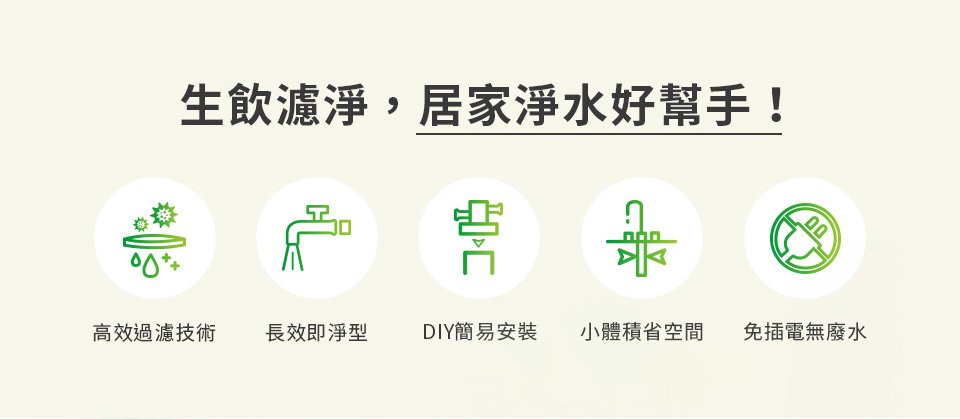 生飲濾淨，居家淨水好幫手！
高效過濾技術
長效即淨型
DIY簡易安裝
小體積省空間
免插電無廢水